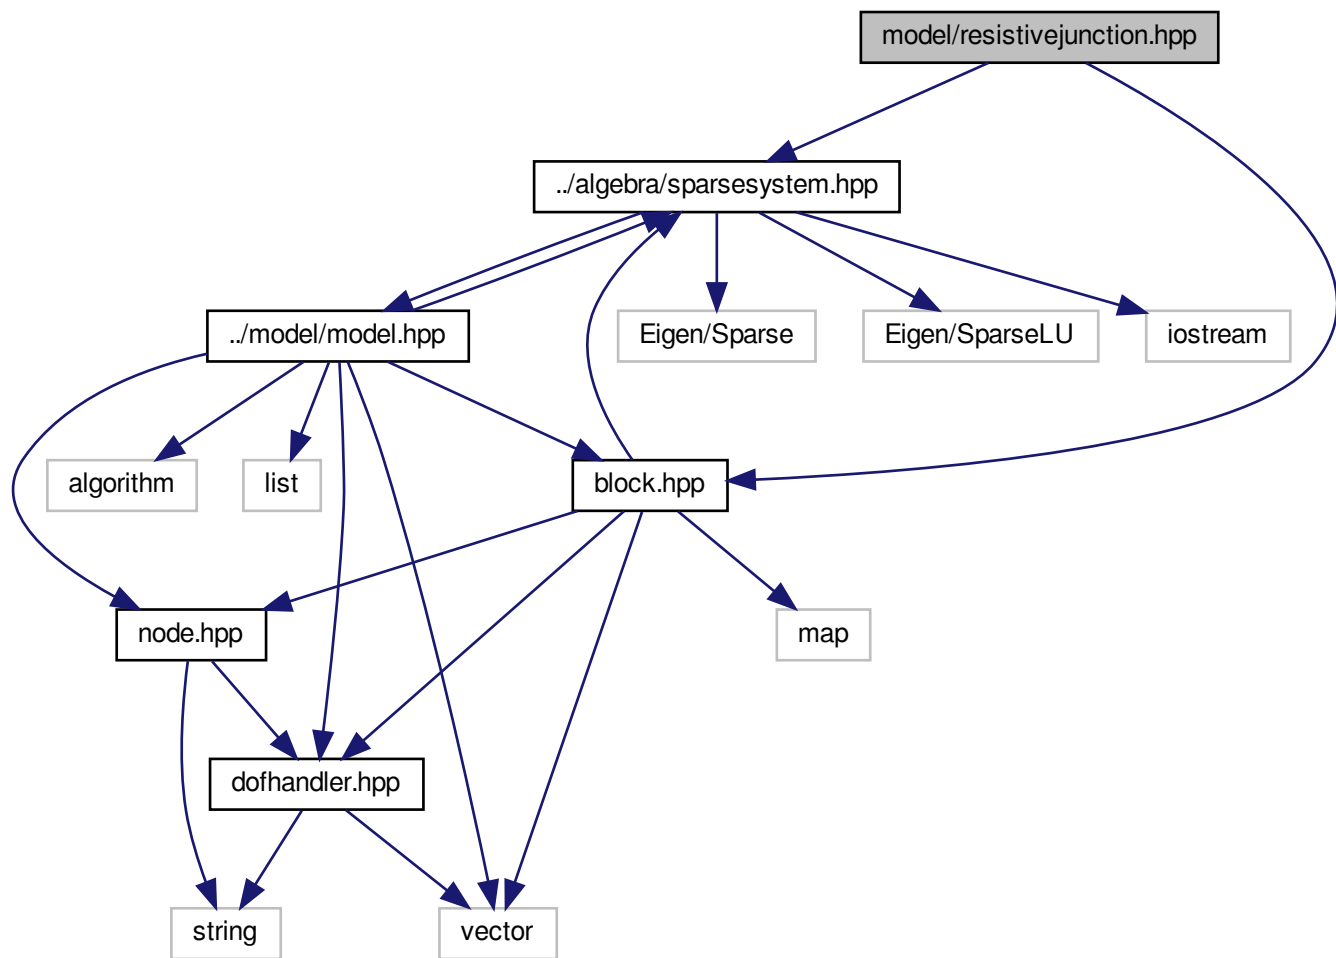 model/resistivejunction.hpp
../algebra/sparsesystem.hpp
../model/model.hpp
Eigen/Sparse
Eigen/SparseLU
iostream
algorithm
list
block.hpp
node.hpp
map
dofhandler.hpp
string
vector